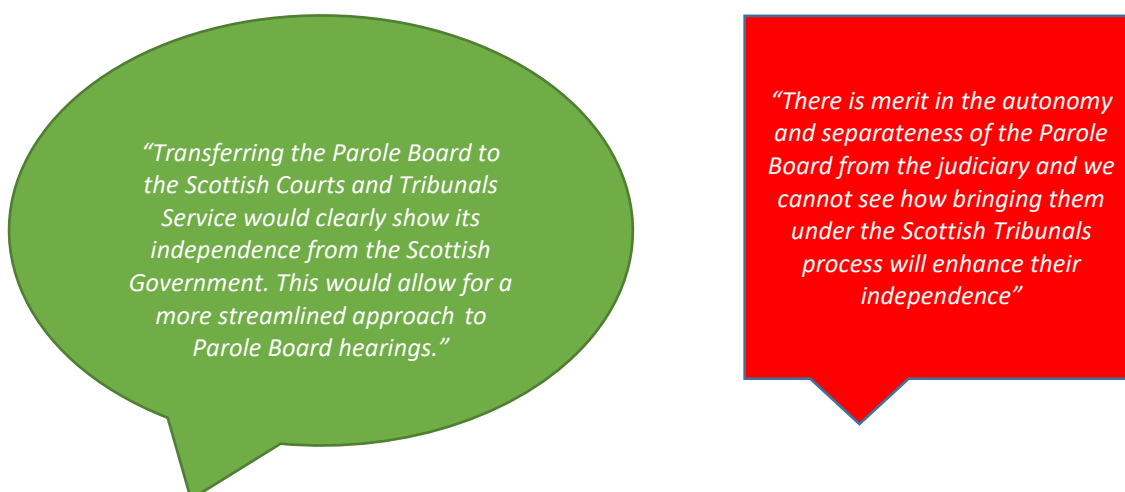 “Transferring the Parole Board to
the Scottish Courts and Tribunals
Service would clearly show its
independence from the Scottish
Government. This would allow for a
more streamlined approach to
Parole Board hearings.”
“There is merit in the autonomy
and separateness of the Parole
Board from the judiciary and we
cannot see how bringing them
under the Scottish Tribunals
process will enhance their
independence”